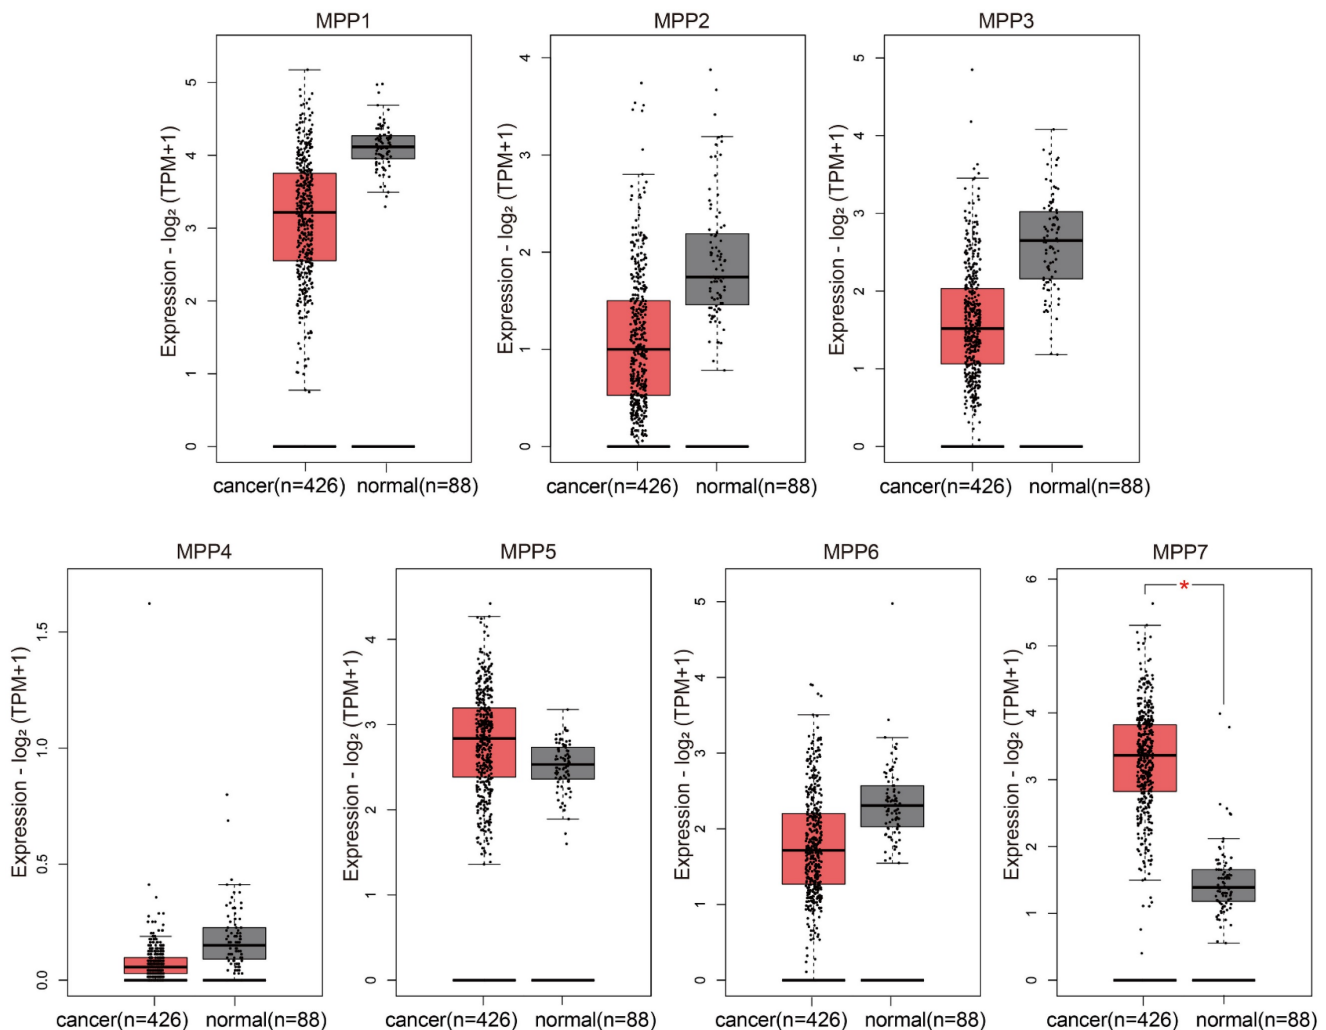 MPP1
MPP2
MPP3
Expression - log₂ (TPM+1)
0
1
2
3
4
5
cancer(n=426)
normal(n=88)
Expression - log₂ (TPM+1)
0
1
2
3
4
cancer(n=426)
normal(n=88)
Expression - log₂ (TPM+1)
0
1
2
3
4
5
cancer(n=426)
normal(n=88)
MPP4
MPP5
MPP6
MPP7
Expression - log₂ (TPM+1)
0.0
0.5
1.0
1.5
cancer(n=426)
normal(n=88)
Expression - log₂ (TPM+1)
0
1
2
3
4
cancer(n=426)
normal(n=88)
Expression - log₂ (TPM+1)
0
1
2
3
4
5
cancer(n=426)
normal(n=88)
Expression - log₂ (TPM+1)
0
1
2
3
4
5
6
*
cancer(n=426)
normal(n=88)